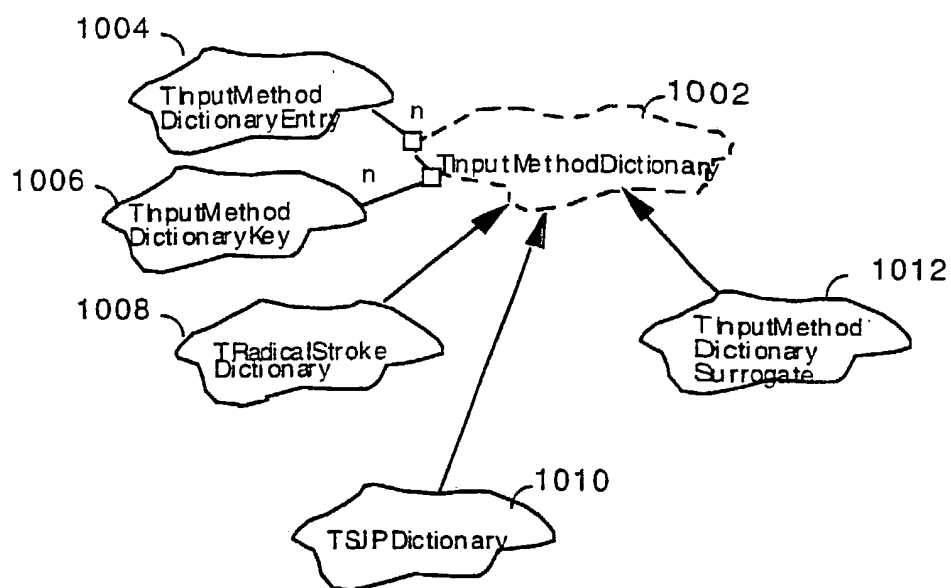 1004
TInputMethod
DictionaryEntry
n
1002
TInputMethodDictionary
1006
n
TInputMethod
DictionaryKey
1008
TRadicalStroke
Dictionary
1012
TInputMethod
Dictionary
Surrogate
1010
TSJPDictionary